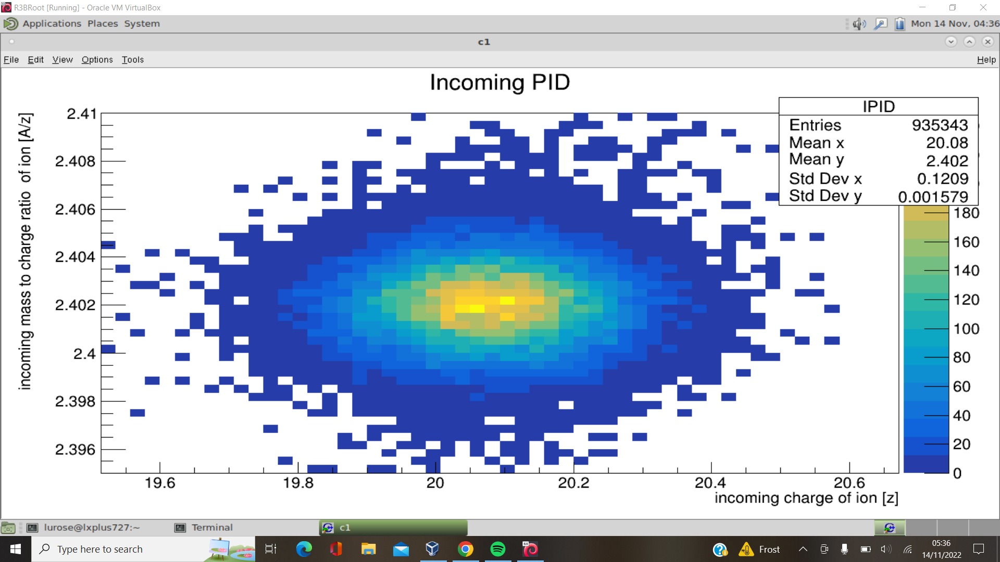 R3BRoot [Running] - Oracle VM VirtualBox
Applications Places System
Mon 14 Nov, 04:36
c1
File Edit View Options Tools
Help
Incoming PID
IPID
Entries 935343
Mean x 20.08
Mean y 2.402
Std Dev x 0.1209
Std Dev y 0.001579
incoming mass to charge ratio of ion [A/z]
2.41
2.408
2.406
2.404
2.402
2.4
2.398
2.396
180
160
140
120
100
80
60
40
20
0
19.6
19.8
20
20.2
20.4
20.6
incoming charge of ion [z]
lurose@lxplus727:~
Terminal
c1
Type here to search
64
Frost
05:36
14/11/2022